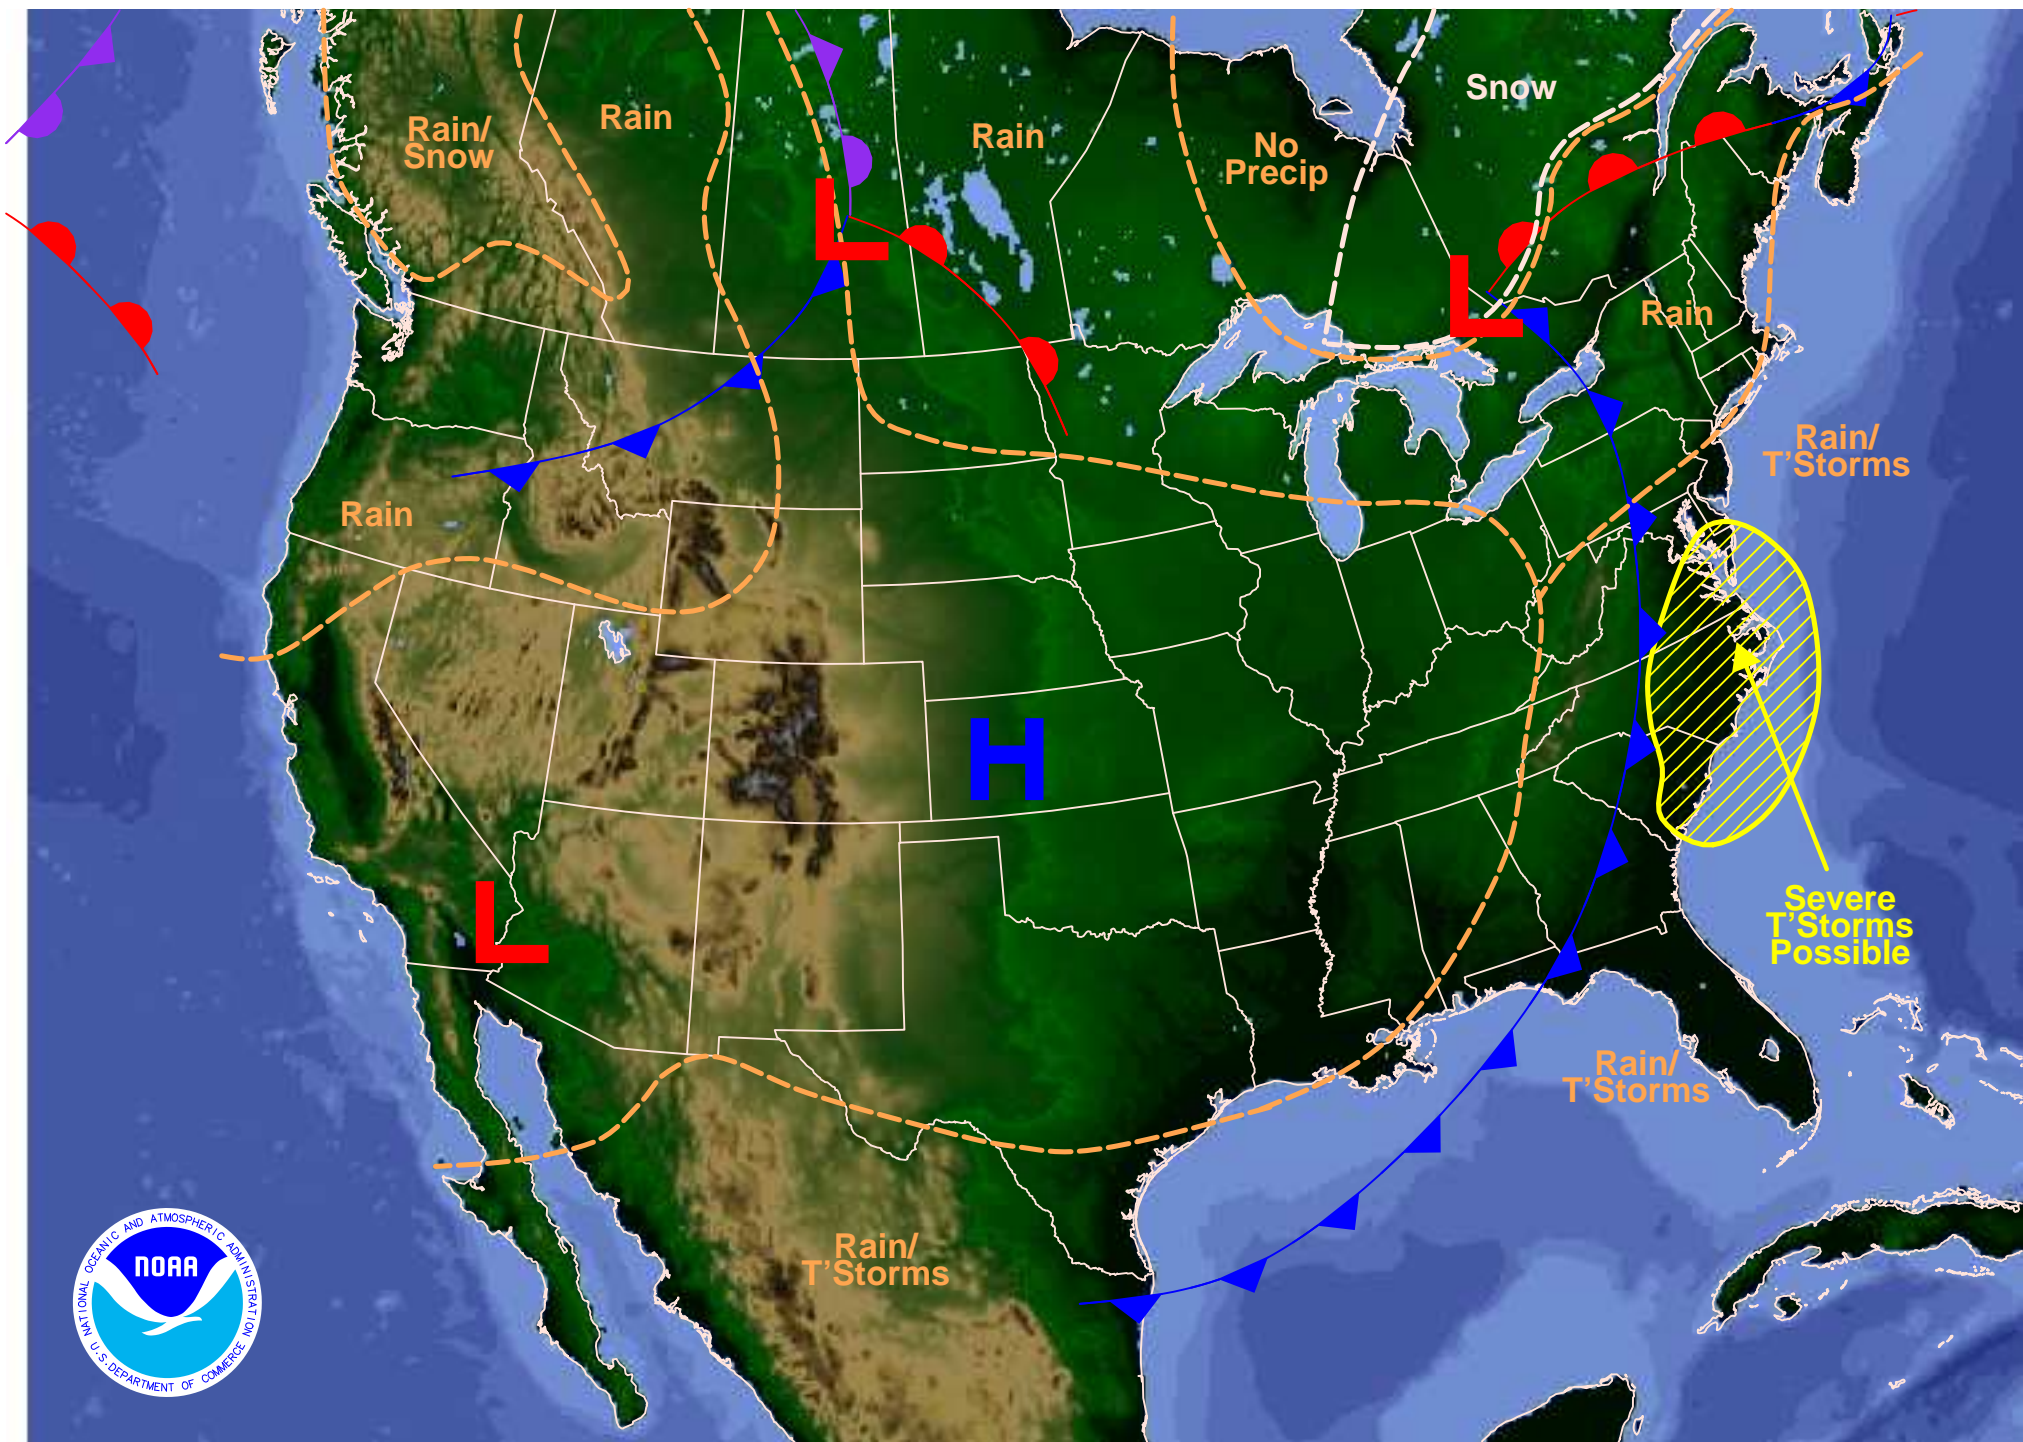 Snow
Rain/
Snow
Rain
Rain
No
Precip
L
L
Rain
Rain/
T'Storms
Rain
H
L
Severe
T'Storms
Possible
Rain/
T'Storms
Rain/
T'Storms
NATIONAL OCEANIC AND ATMOSPHERIC ADMINISTRATION
NOAA
U.S. DEPARTMENT OF COMMERCE